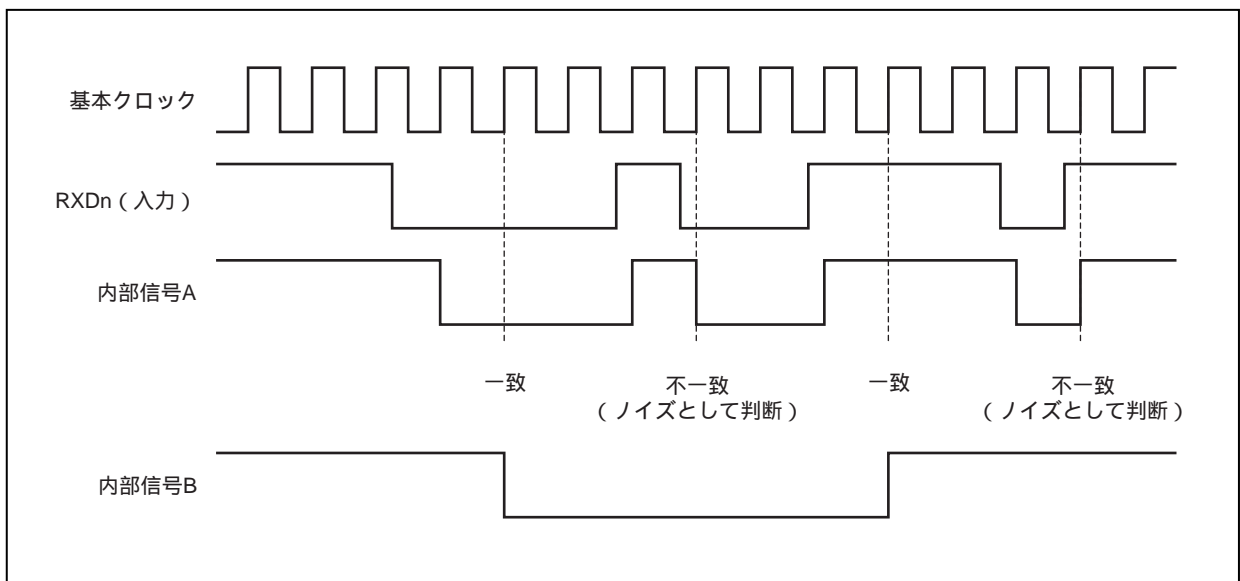 基本クロック
RXDn（入力）
内部信号A
一致
不一致
（ノイズとして判断）
一致
不一致
（ノイズとして判断）
内部信号B